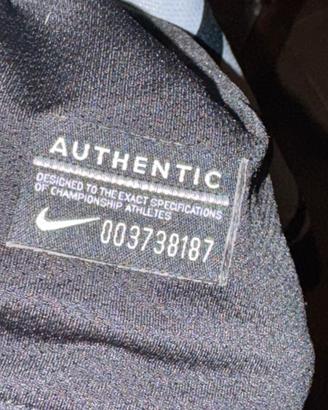 AUTHENTIC
DESIGNED TO THE EXACT SPECIFICATIONS
OF CHAMPIONSHIP ATHLETES
003738187